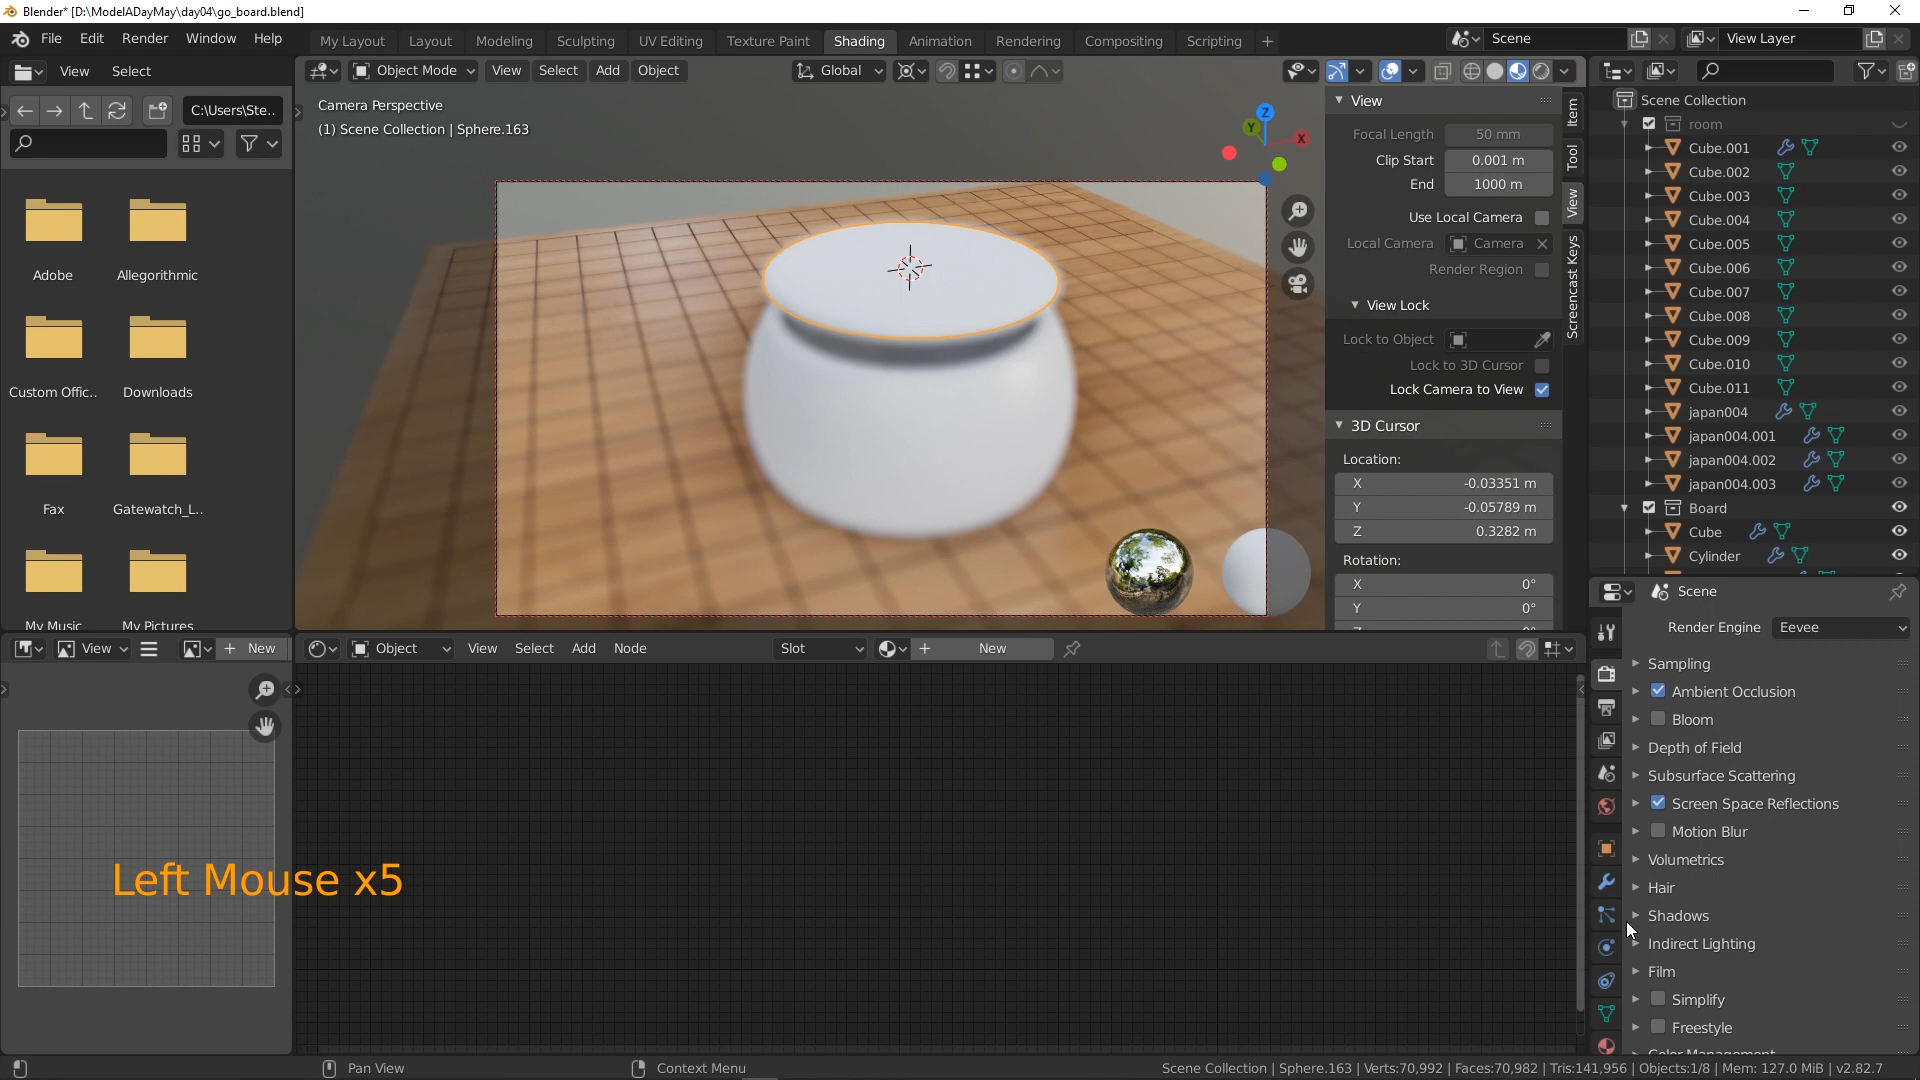 Blender* [D:\ModelADayMay\day04\go_board.blend]
File Edit Render Window Help
My Layout Layout Modeling Sculpting UV Editing Texture Paint Shading Animation Rendering Compositing Scripting +
Scene
View Layer
View Select
C:\Users\Ste..
Adobe
Allegorithmic
Custom Offic..
Downloads
Fax
Gatewatch_L..
My Music
My Pictures
Object Mode View Select Add Object
Global
Camera Perspective
(1) Scene Collection | Sphere.163
Z
Y
X
View
Focal Length 50 mm
Clip Start 0.001 m
End 1000 m
Use Local Camera
Local Camera Camera
Render Region
View Lock
Lock to Object
Lock to 3D Cursor
Lock Camera to View
3D Cursor
Location:
X -0.03351 m
Y -0.05789 m
Z 0.3282 m
Rotation:
X 0°
Y 0°
Item
Tool
View
Screencast Keys
Scene Collection
room
Cube.001
Cube.002
Cube.003
Cube.004
Cube.005
Cube.006
Cube.007
Cube.008
Cube.009
Cube.010
Cube.011
japan004
japan004.001
japan004.002
japan004.003
Board
Cube
Cylinder
Scene
Render Engine Eevee
Sampling
Ambient Occlusion
Bloom
Depth of Field
Subsurface Scattering
Screen Space Reflections
Motion Blur
Volumetrics
Hair
Shadows
Indirect Lighting
Film
Simplify
Freestyle
Color Management
View
+ New
Object View Select Add Node
Slot
+ New
Left Mouse x5
Pan View
Context Menu
Scene Collection | Sphere.163 | Verts:70,992 | Faces:70,982 | Tris:141,956 | Objects:1/8 | Mem: 127.0 MiB | v2.82.7